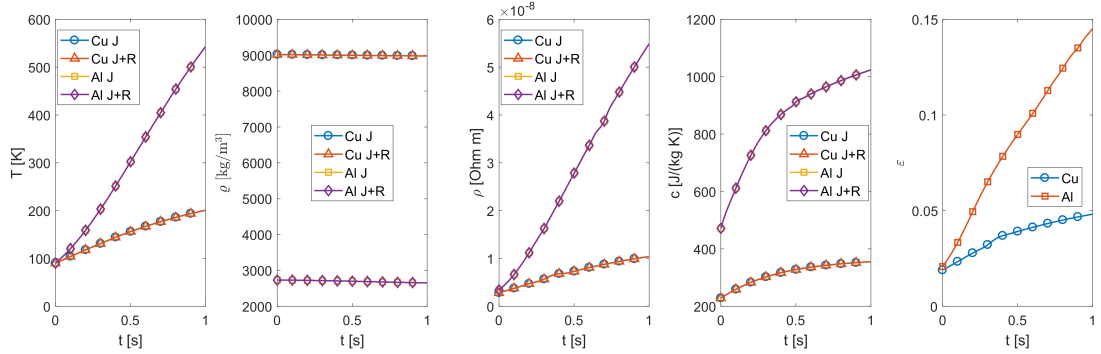 600
500
400
300
200
100
0
T [K]
0
0.5
1
t [s]
Cu J
Cu J+R
Al J
Al J+R
10000
9000
8000
7000
6000
5000
4000
3000
2000
ϱ [kg/m³]
0
0.5
1
t [s]
Cu J
Cu J+R
Al J
Al J+R
×10⁻⁸
6
5
4
3
2
1
0
ρ [Ohm m]
0
0.5
1
t [s]
Cu J
Cu J+R
Al J
Al J+R
1200
1000
800
600
400
200
c [J/(kg K)]
0
0.5
1
t [s]
Cu J
Cu J+R
Al J
Al J+R
0.15
0.1
0.05
0
ε
0
0.5
1
t [s]
Cu
Al